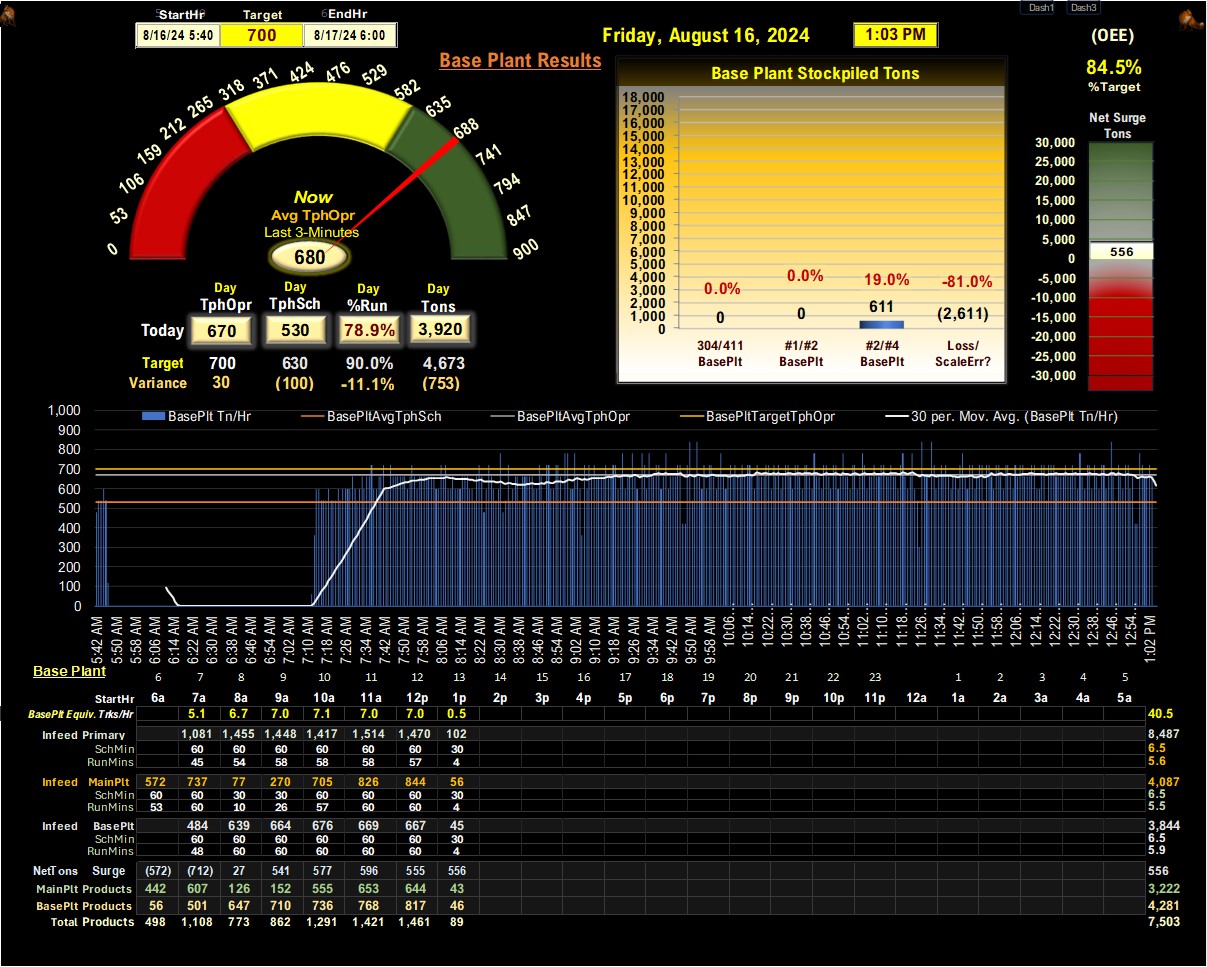 Dash1 Dash3
StartHr Target EndHr
8/16/24 5:40 700 8/17/24 6:00
Friday, August 16, 2024 1:03 PM
Base Plant Results
(OEE)
84.5%
%Target
Net Surge
Tons
30,000
25,000
20,000
15,000
10,000
5,000
0
-5,000
-10,000
-15,000
-20,000
-25,000
-30,000
556
0 53 106 159 212 265 318 371 424 476 529 582 635 688 741 794 847 900
Now
Avg TphOpr
Last 3-Minutes
680
Day Day Day Day
TphOpr TphSch %Run Tons
Today 670 530 78.9% 3,920
Target 700 630 90.0% 4,673
Variance 30 (100) -11.1% (753)
Base Plant Stockpiled Tons
18,000
17,000
16,000
15,000
14,000
13,000
12,000
11,000
10,000
9,000
8,000
7,000
6,000
5,000
4,000
3,000
2,000
1,000
0
0.0% 0.0% 19.0% -81.0%
0 0 611 (2,611)
304/411 #1/#2 #2/#4 Loss/
BasePlt BasePlt BasePlt ScaleErr?
BasePlt Tn/Hr BasePltAvgTphSch BasePltAvgTphOpr BasePltTargetTphOpr 30 per. Mov. Avg. (BasePlt Tn/Hr)
1,000
900
800
700
600
500
400
300
200
100
0
5:42 AM 5:50 AM 5:58 AM 6:06 AM 6:14 AM 6:22 AM 6:30 AM 6:38 AM 6:46 AM 6:54 AM 7:02 AM 7:10 AM 7:18 AM 7:26 AM 7:34 AM 7:42 AM 7:50 AM 7:58 AM 8:06 AM 8:14 AM 8:22 AM 8:30 AM 8:38 AM 8:46 AM 8:54 AM 9:02 AM 9:10 AM 9:18 AM 9:26 AM 9:34 AM 9:42 AM 9:50 AM 9:58 AM 10:06... 10:14... 10:22... 10:30... 10:38... 10:46... 10:54... 11:02... 11:10... 11:18... 11:26... 11:34... 11:42... 11:50... 11:58... 12:06... 12:14... 12:22... 12:30... 12:38... 12:46... 12:54... 1:02 PM
Base Plant
6 7 8 9 10 11 12 13 14 15 16 17 18 19 20 21 22 23 1 2 3 4 5
StartHr 6a 7a 8a 9a 10a 11a 12p 1p 2p 3p 4p 5p 6p 7p 8p 9p 10p 11p 12a 1a 2a 3a 4a 5a
BasePlt Equiv. Trks/Hr 5.1 6.7 7.0 7.1 7.0 7.0 0.5 40.5
Infeed Primary 1,081 1,455 1,448 1,417 1,514 1,470 102 8,487
SchMin 60 60 60 60 60 60 30 6.5
RunMins 45 54 58 58 58 57 4 5.6
Infeed MainPlt 572 737 77 270 705 826 844 56 4,087
SchMin 60 60 30 30 60 60 60 30 6.5
RunMins 53 60 10 26 57 60 60 4 5.5
Infeed BasePlt 484 639 664 676 669 667 45 3,844
SchMin 60 60 60 60 60 60 30 6.5
RunMins 48 60 60 60 60 60 4 5.9
NetTons Surge (572) (712) 27 541 577 596 555 556 556
MainPlt Products 442 607 126 152 555 653 644 43 3,222
BasePlt Products 56 501 647 710 736 768 817 46 4,281
Total Products 498 1,108 773 862 1,291 1,421 1,461 89 7,503